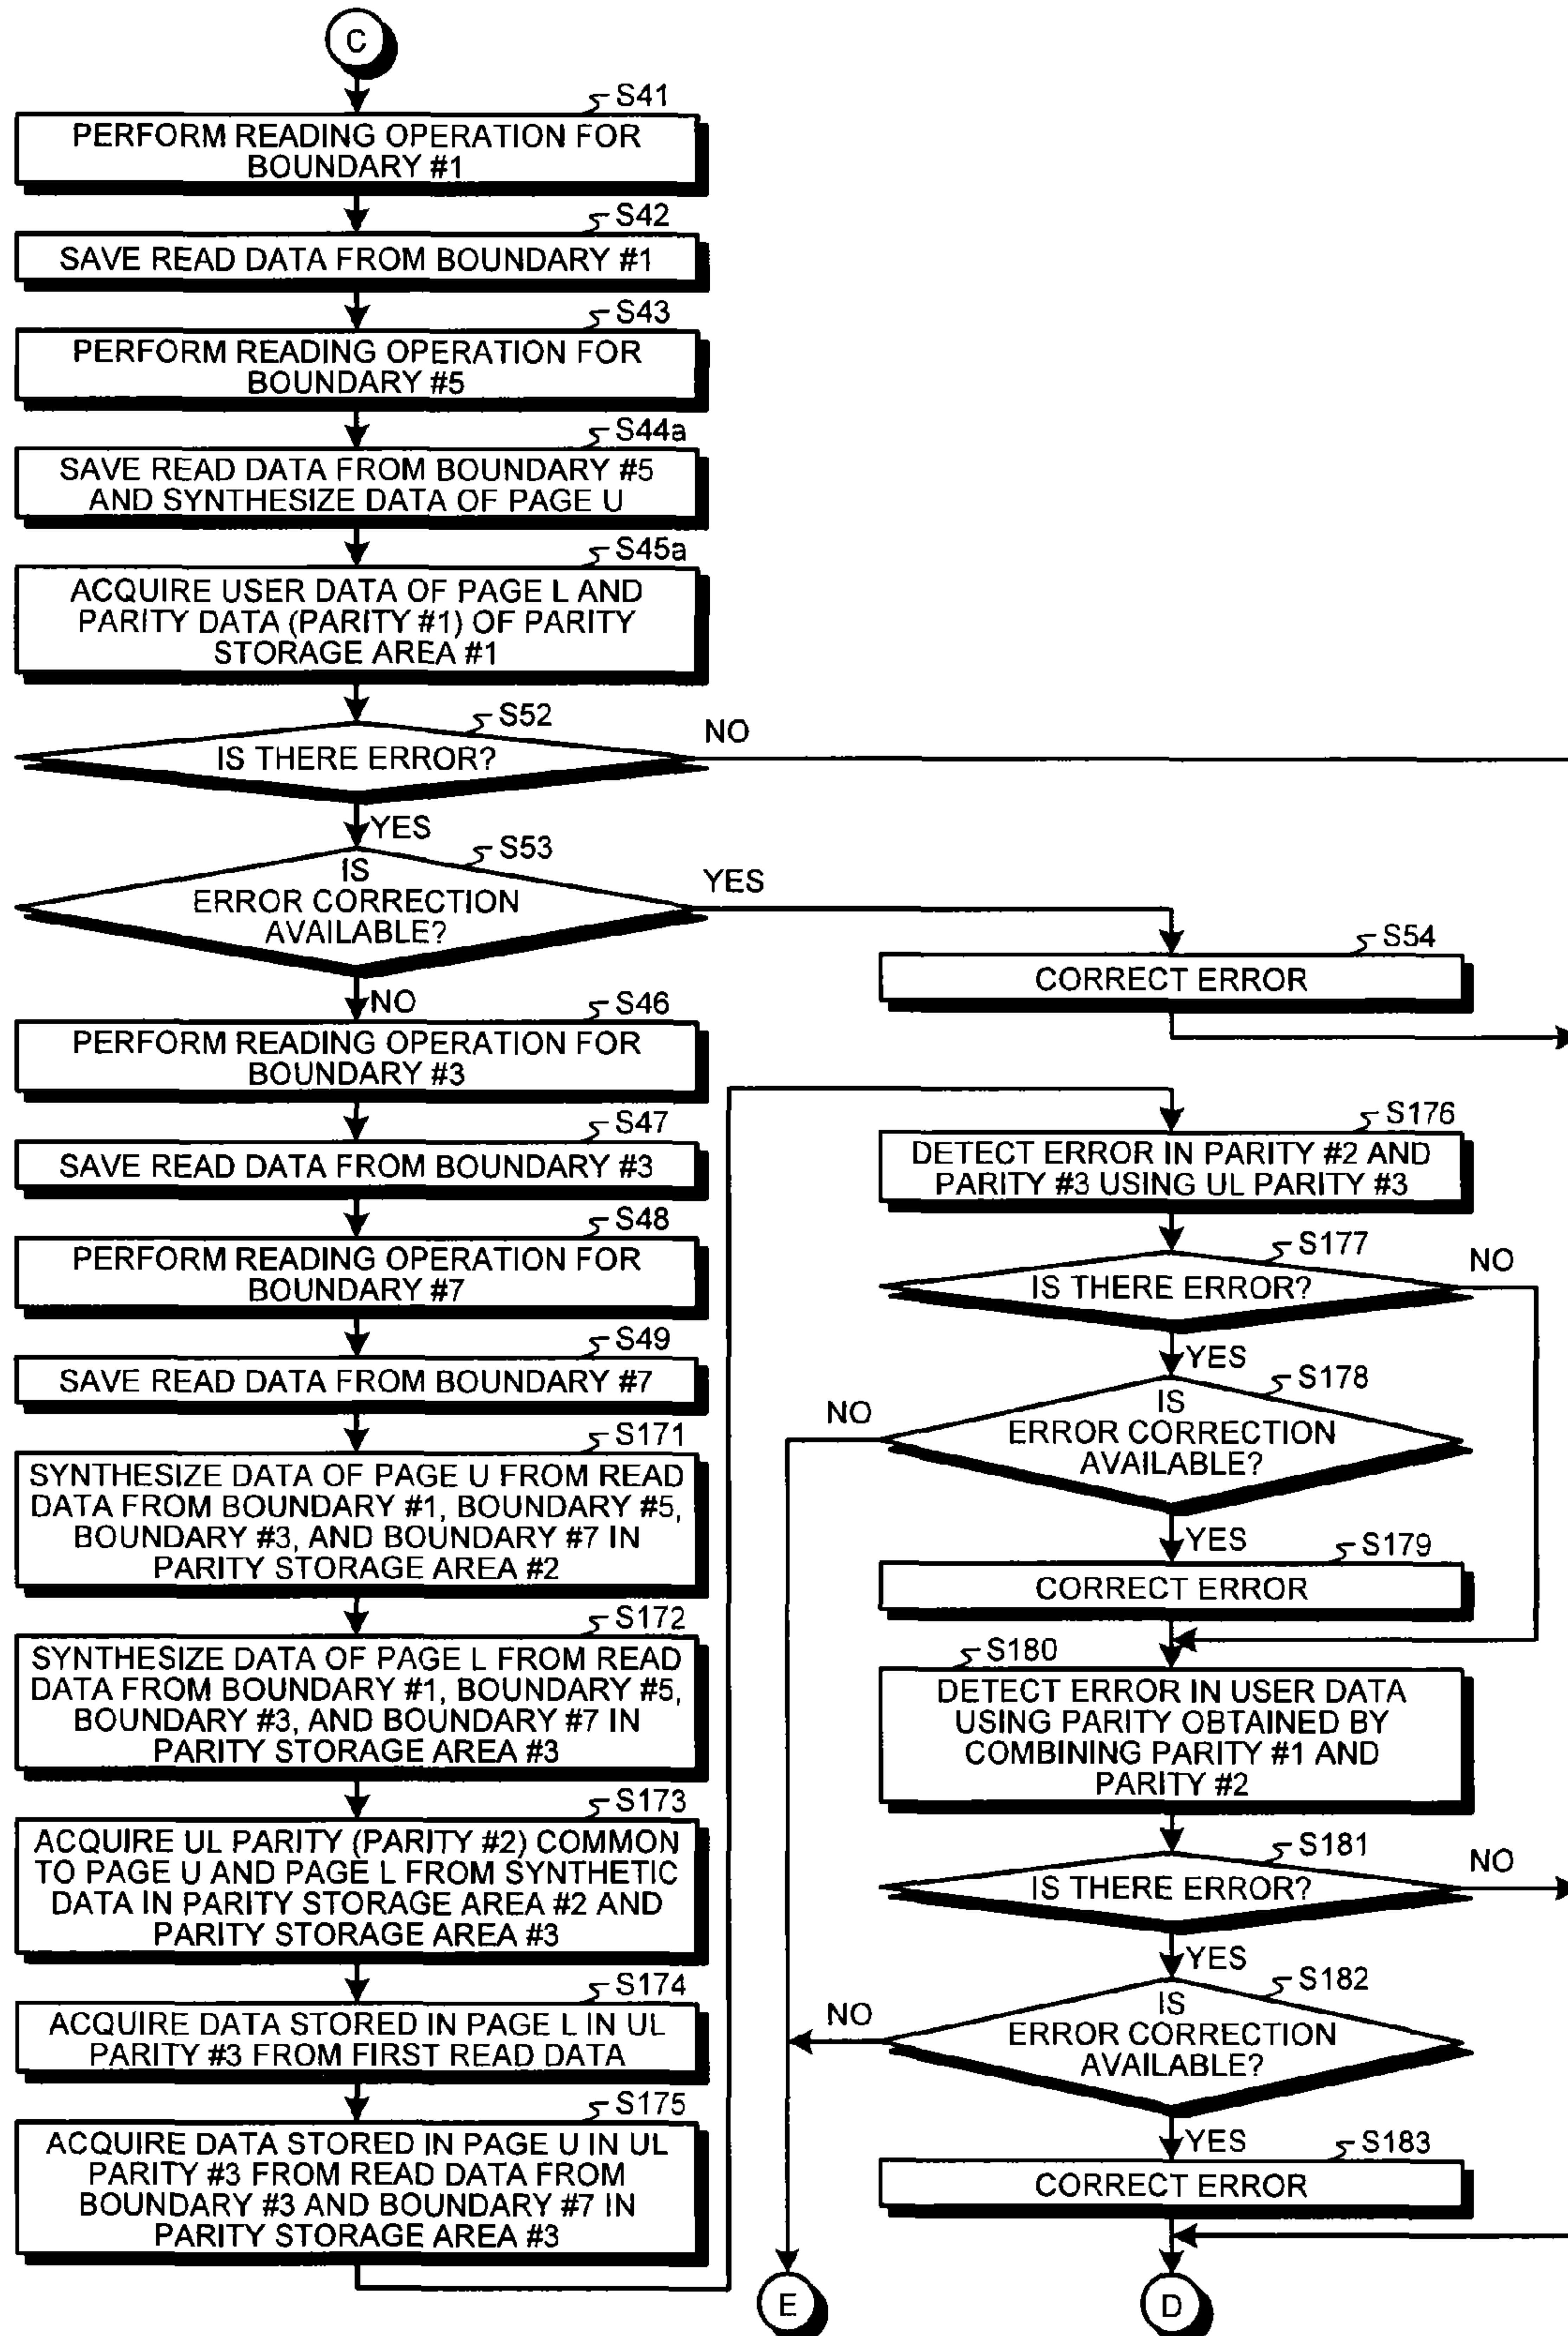 C
S41
PERFORM READING OPERATION FOR
BOUNDARY #1
S42
SAVE READ DATA FROM BOUNDARY #1
S43
PERFORM READING OPERATION FOR
BOUNDARY #5
S44a
SAVE READ DATA FROM BOUNDARY #5
AND SYNTHESIZE DATA OF PAGE U
S45a
ACQUIRE USER DATA OF PAGE L AND
PARITY DATA (PARITY #1) OF PARITY
STORAGE AREA #1
S52
IS THERE ERROR?
NO
YES
S53
IS
ERROR CORRECTION
AVAILABLE?
YES
NO
S54
CORRECT ERROR
S46
PERFORM READING OPERATION FOR
BOUNDARY #3
S47
SAVE READ DATA FROM BOUNDARY #3
S48
PERFORM READING OPERATION FOR
BOUNDARY #7
S49
SAVE READ DATA FROM BOUNDARY #7
S171
SYNTHESIZE DATA OF PAGE U FROM READ
DATA FROM BOUNDARY #1, BOUNDARY #5,
BOUNDARY #3, AND BOUNDARY #7 IN
PARITY STORAGE AREA #2
S172
SYNTHESIZE DATA OF PAGE L FROM READ
DATA FROM BOUNDARY #1, BOUNDARY #5,
BOUNDARY #3, AND BOUNDARY #7 IN
PARITY STORAGE AREA #3
S173
ACQUIRE UL PARITY (PARITY #2) COMMON
TO PAGE U AND PAGE L FROM SYNTHETIC
DATA IN PARITY STORAGE AREA #2 AND
PARITY STORAGE AREA #3
S174
ACQUIRE DATA STORED IN PAGE L IN UL
PARITY #3 FROM FIRST READ DATA
S175
ACQUIRE DATA STORED IN PAGE U IN UL
PARITY #3 FROM READ DATA FROM
BOUNDARY #3 AND BOUNDARY #7 IN
PARITY STORAGE AREA #3
S176
DETECT ERROR IN PARITY #2 AND
PARITY #3 USING UL PARITY #3
S177
IS THERE ERROR?
NO
YES
S178
IS
ERROR CORRECTION
AVAILABLE?
NO
YES
S179
CORRECT ERROR
S180
DETECT ERROR IN USER DATA
USING PARITY OBTAINED BY
COMBINING PARITY #1 AND
PARITY #2
S181
IS THERE ERROR?
NO
YES
S182
IS
ERROR CORRECTION
AVAILABLE?
NO
YES
S183
CORRECT ERROR
E
D